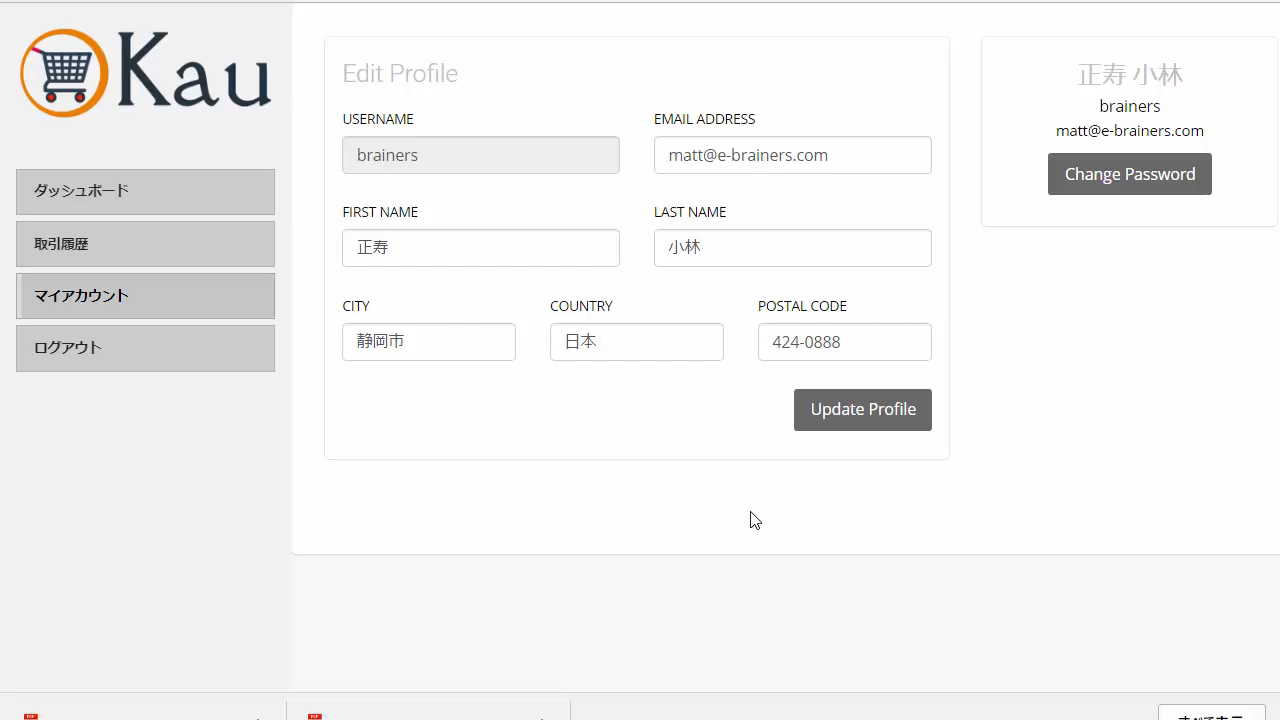 Kau
ダッシュボード
取引履歴
マイアカウント
ログアウト
Edit Profile
USERNAME
EMAIL ADDRESS
brainers
matt@e-brainers.com
FIRST NAME
LAST NAME
正寿
小林
CITY
COUNTRY
POSTAL CODE
静岡市
日本
424-0888
Update Profile
正寿 小林
brainers
matt@e-brainers.com
Change Password